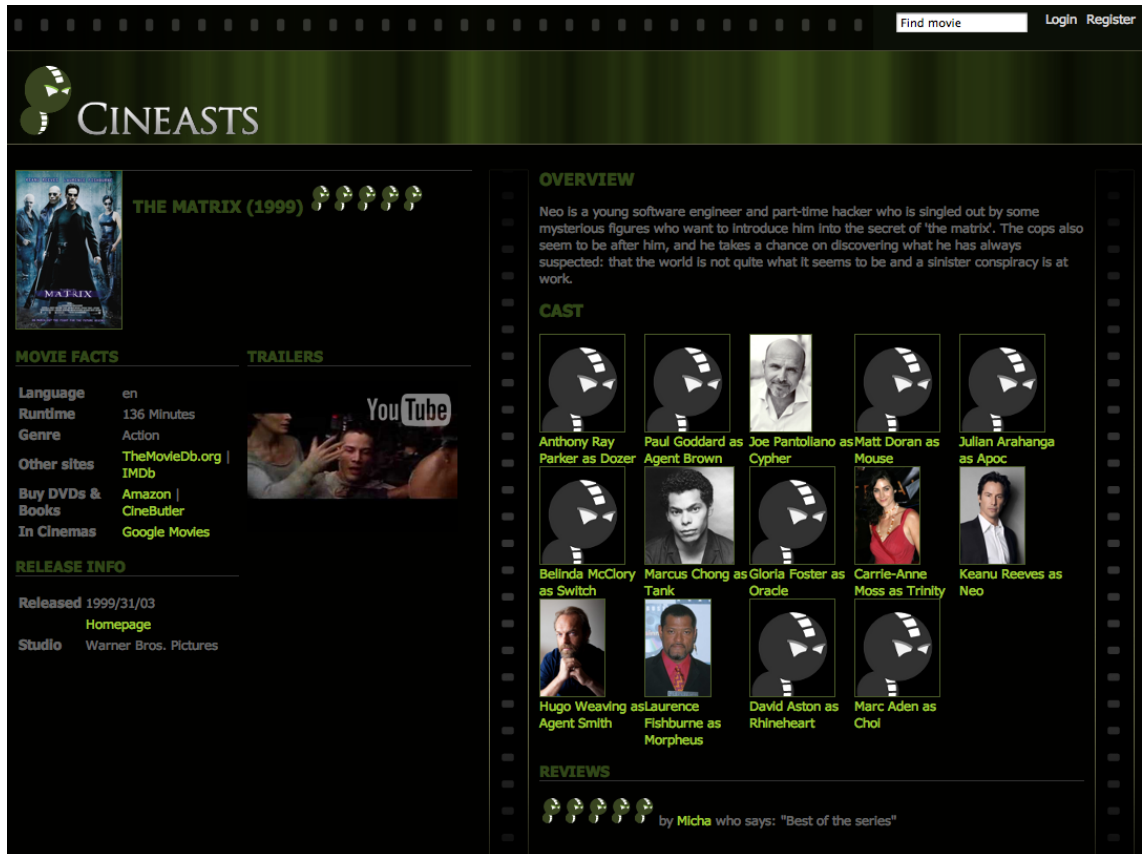 Find movie
Login Register
CINEASTS
THE MATRIX (1999)
MATRIX
MOVIE FACTS
Language en
Runtime 136 Minutes
Genre Action
Other sites TheMovieDb.org |
IMDb
Buy DVDs & Amazon |
Books CineButler
In Cinemas Google Movies
TRAILERS
YouTube
RELEASE INFO
Released 1999/31/03
Homepage
Studio Warner Bros. Pictures
OVERVIEW
Neo is a young software engineer and part-time hacker who is singled out by some
mysterious figures who want to introduce him into the secret of 'the matrix'. The cops also
seem to be after him, and he takes a chance on discovering what he has always
suspected: that the world is not quite what it seems to be and a sinister conspiracy is at
work.
CAST
Anthony Ray
Parker as Dozer
Paul Goddard as
Agent Brown
Joe Pantoliano as
Cypher
Matt Doran as
Mouse
Julian Arahanga
as Apoc
Belinda McClory
as Switch
Marcus Chong as
Tank
Gloria Foster as
Oracle
Carrie-Anne
Moss as Trinity
Keanu Reeves as
Neo
Hugo Weaving as
Agent Smith
Laurence
Fishburne as
Morpheus
David Aston as
Rhineheart
Marc Aden as
Choi
REVIEWS
by Micha who says: "Best of the series"